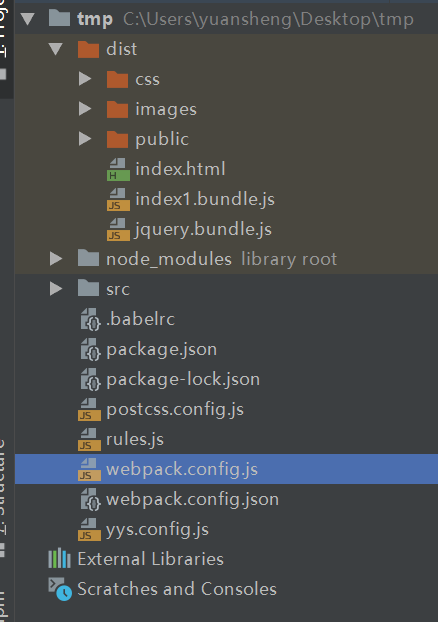 tmp C:\Users\yuansheng\Desktop\tmp
dist
css
images
public
index.html
index1.bundle.js
jquery.bundle.js
node_modules library root
src
.babelrc
package.json
package-lock.json
postcss.config.js
rules.js
webpack.config.js
webpack.config.json
yys.config.js
External Libraries
Scratches and Consoles